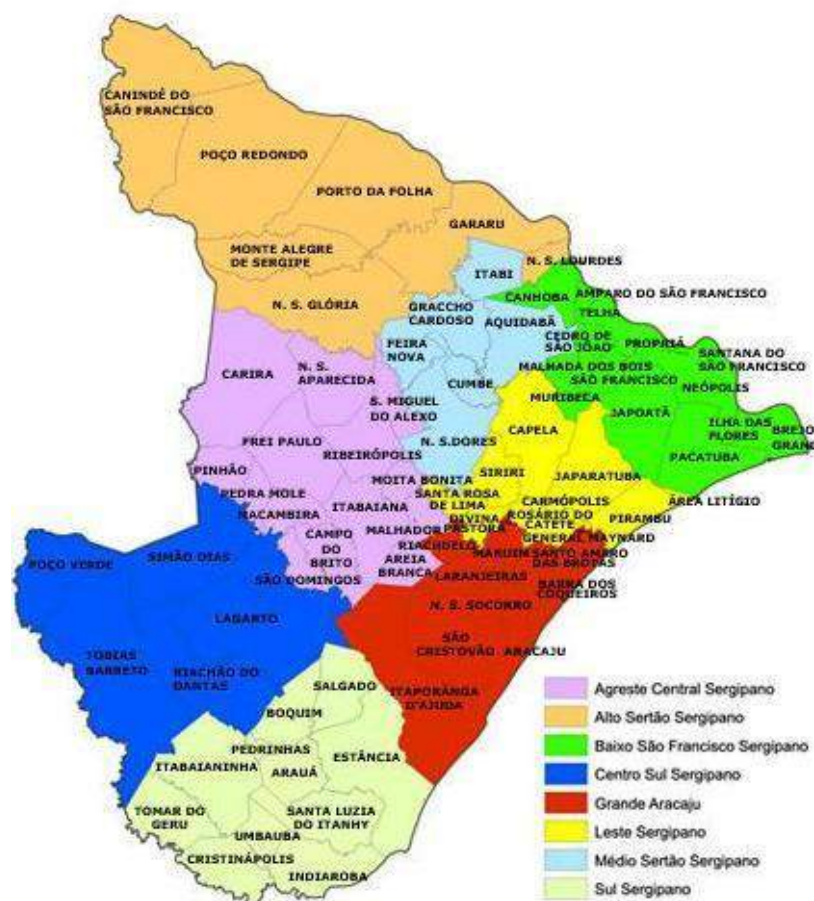 CANINDÉ DO
SÃO FRANCISCO
POÇO REDONDO
PORTO DA FOLHA
GARARU
MONTE ALEGRE
DE SERGIPE
N. S. LOURDES
ITABI
N. S. GLÓRIA
GRACCHO
CARDOSO
CANHOBA
AMPARO DO SÃO FRANCISCO
AQUIDABÃ
TELHA
FEIRA
NOVA
CEDRO DE
SÃO JOÃO
PROPRIÁ
SANTANA DO
SÃO FRANCISCO
CARIRA
N. S.
APARECIDA
MALHADA DOS BOIS
SÃO FRANCISCO
CUMBE
NEÓPOLIS
S. MIGUEL
DO ALEIXO
MURIBECA
JAPOATÃ
ILHA DAS
FLORES
BREJO
GRANDE
CAPELA
FREI PAULO
N. S.DORES
RIBEIRÓPOLIS
PACATUBA
PINHÃO
SIRIRI
JAPARATUBA
MOITA BONITA
PEDRA MOLE
SANTA ROSA
DE LIMA
CARMÓPOLIS
ÁREA LITÍGIO
MACAMBIRA
ITABAIANA
ROSÁRIO DO
CATETE
PIRAMBU
DIVINA
PASTORA
MALHADOR
CAMPO
DO
BRITO
GENERAL MAYNARD
RIACHUELO
MARUIM
SANTO AMARO
DAS BROTAS
AREIA
BRANCA
POÇO VERDE
SIMÃO DIAS
SÃO DOMINGOS
LARANJEIRAS
BARRA DOS
COQUEIROS
N. S. SOCORRO
LAGARTO
SÃO
CRISTOVÃO
ARACAJU
TOBIAS
BARRETO
RIACHÃO DO
DANTAS
SALGADO
ITAPORANGA
D'AJUDA
BOQUIM
PEDRINHAS
ESTÂNCIA
ITABAIANINHA
ARAUÁ
TOMAR DO
GERU
SANTA LUZIA
DO ITANHY
UMBAUBA
CRISTINÁPOLIS
INDIAROBA
Agreste Central Sergipano
Alto Sertão Sergipano
Baixo São Francisco Sergipano
Centro Sul Sergipano
Grande Aracaju
Leste Sergipano
Médio Sertão Sergipano
Sul Sergipano